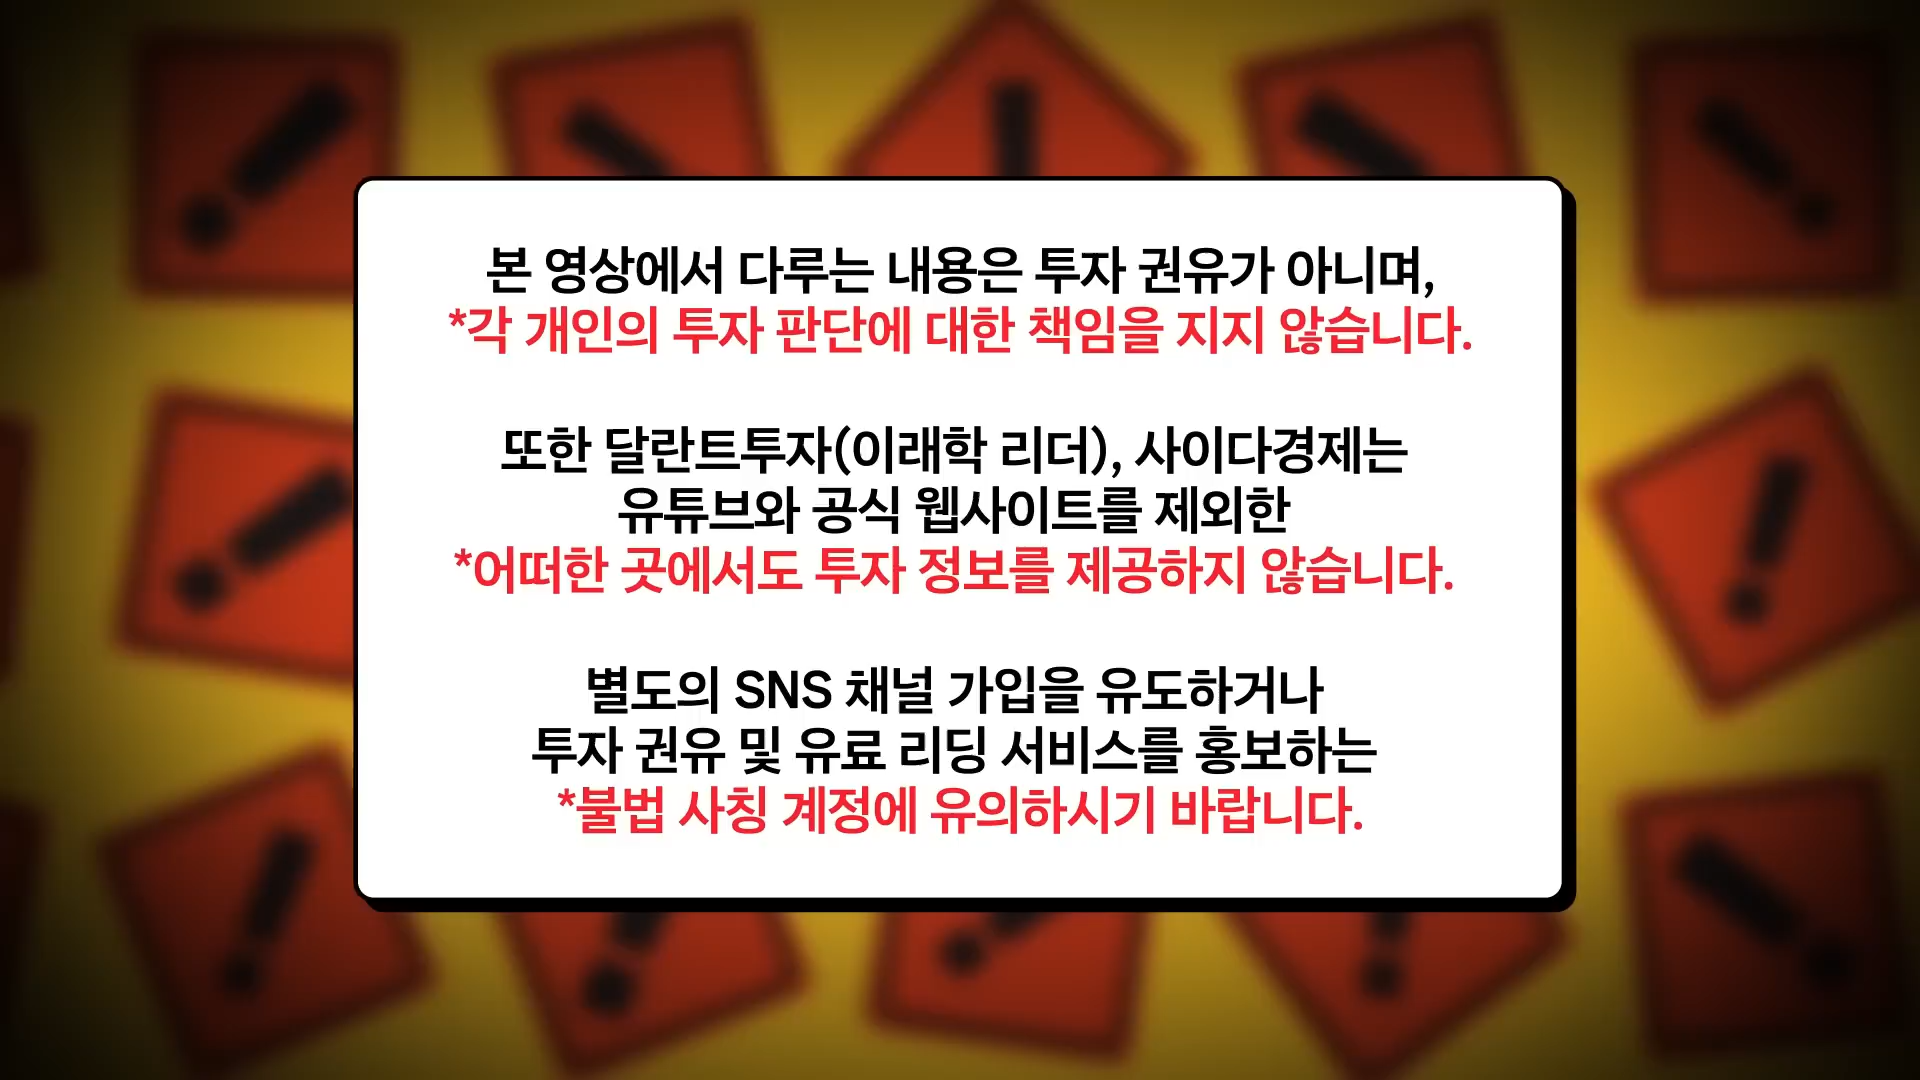 본 영상에서 다루는 내용은 투자 권유가 아니며,
*각 개인의 투자 판단에 대한 책임을 지지 않습니다.
또한 달란트투자(이래학 리더), 사이다경제는
유튜브와 공식 웹사이트를 제외한
*어떠한 곳에서도 투자 정보를 제공하지 않습니다.
별도의 SNS 채널 가입을 유도하거나
투자 권유 및 유료 리딩 서비스를 홍보하는
*불법 사칭 계정에 유의하시기 바랍니다.